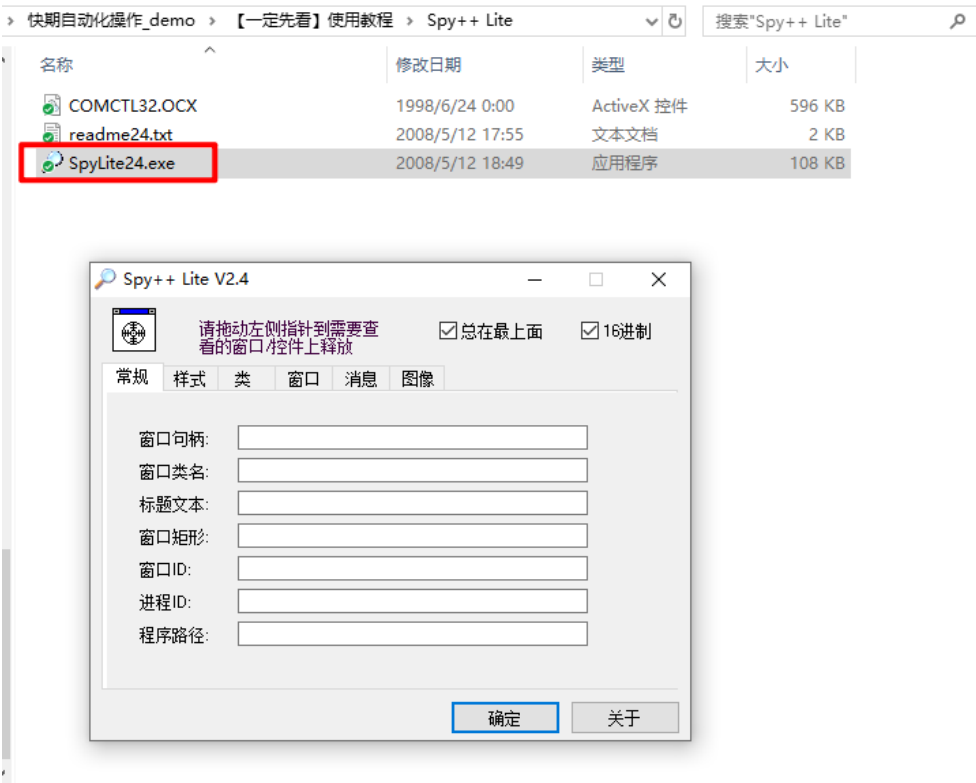 快期自动化操作_demo › 【一定先看】使用教程 › Spy++ Lite
搜索"Spy++ Lite"
名称 修改日期 类型 大小
COMCTL32.OCX 1998/6/24 0:00 ActiveX 控件 596 KB
readme24.txt 2008/5/12 17:55 文本文档 2 KB
SpyLite24.exe 2008/5/12 18:49 应用程序 108 KB
Spy++ Lite V2.4
请拖动左侧指针到需要查
看的窗口/控件上释放
总在最上面 16进制
常规 样式 类 窗口 消息 图像
窗口句柄:
窗口类名:
标题文本:
窗口矩形:
窗口ID:
进程ID:
程序路径:
确定 关于